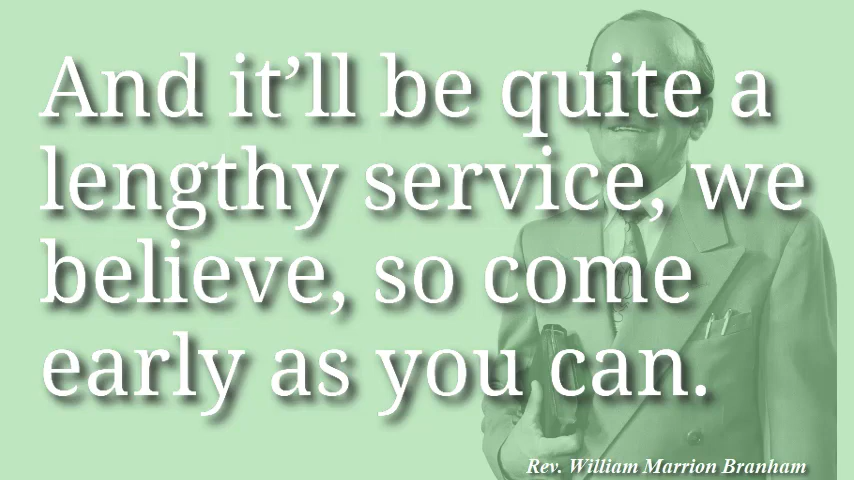 And it’ll be quite a
lengthy service, we
believe, so come
early as you can.
Rev. William Marrion Branham